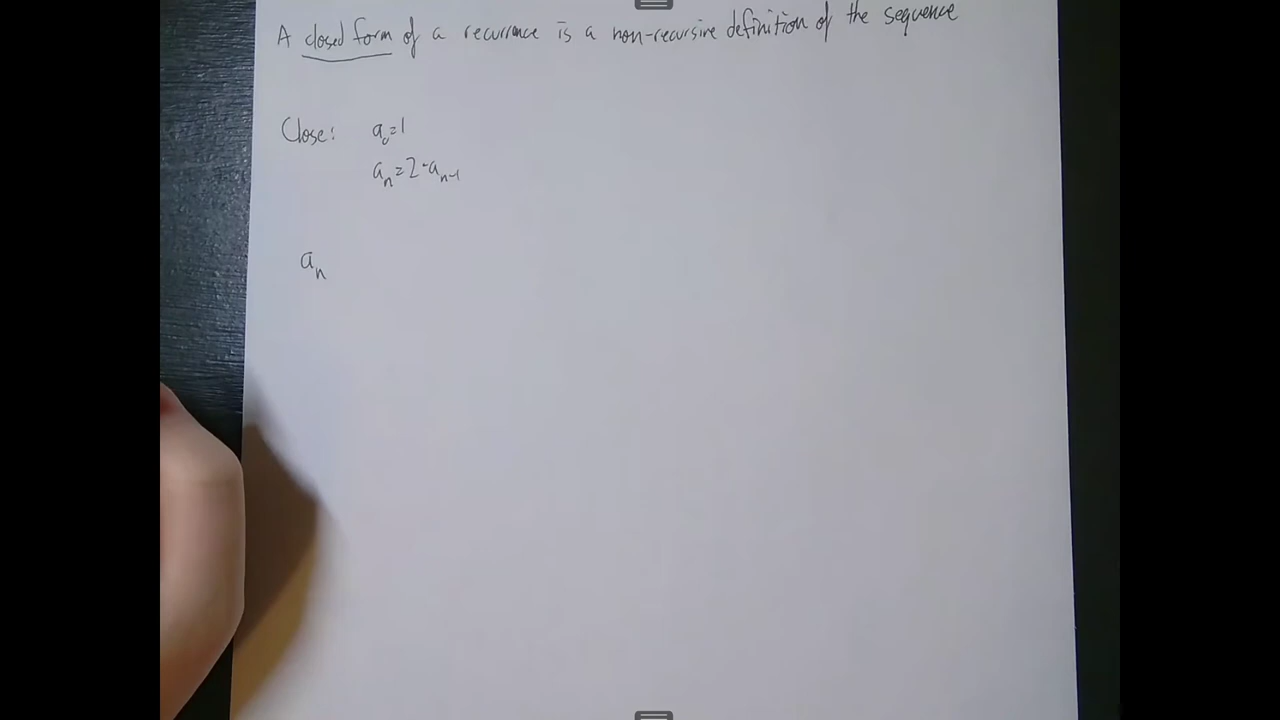 A closed form of a recurrence is a non-recursive definition of the sequence
Close: a₀=1
aₙ=2·aₙ₋₁
aₙ